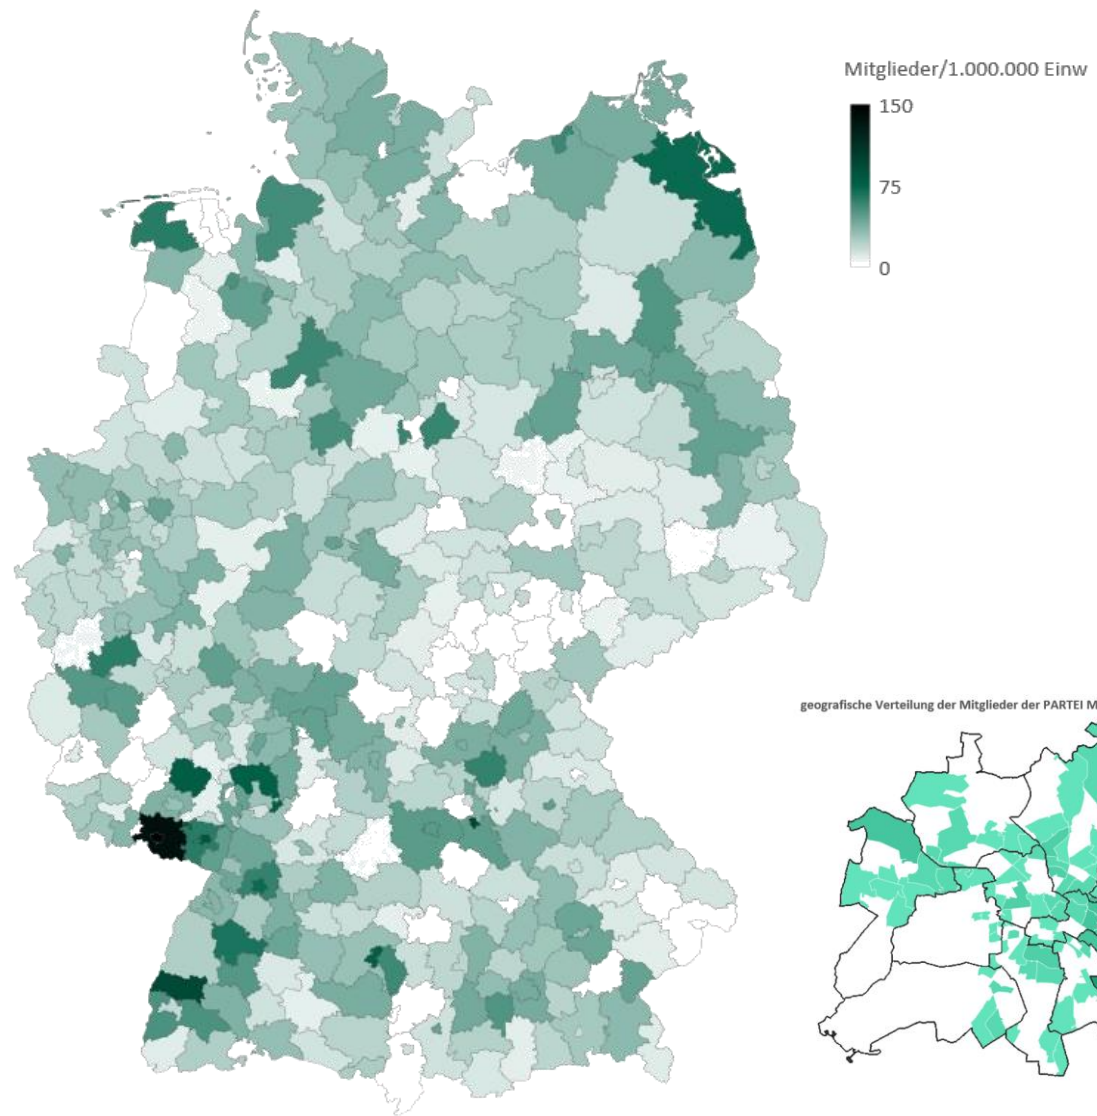 Mitglieder/1.000.000 Einw
150
75
0
geografische Verteilung der Mitglieder der PARTEI M